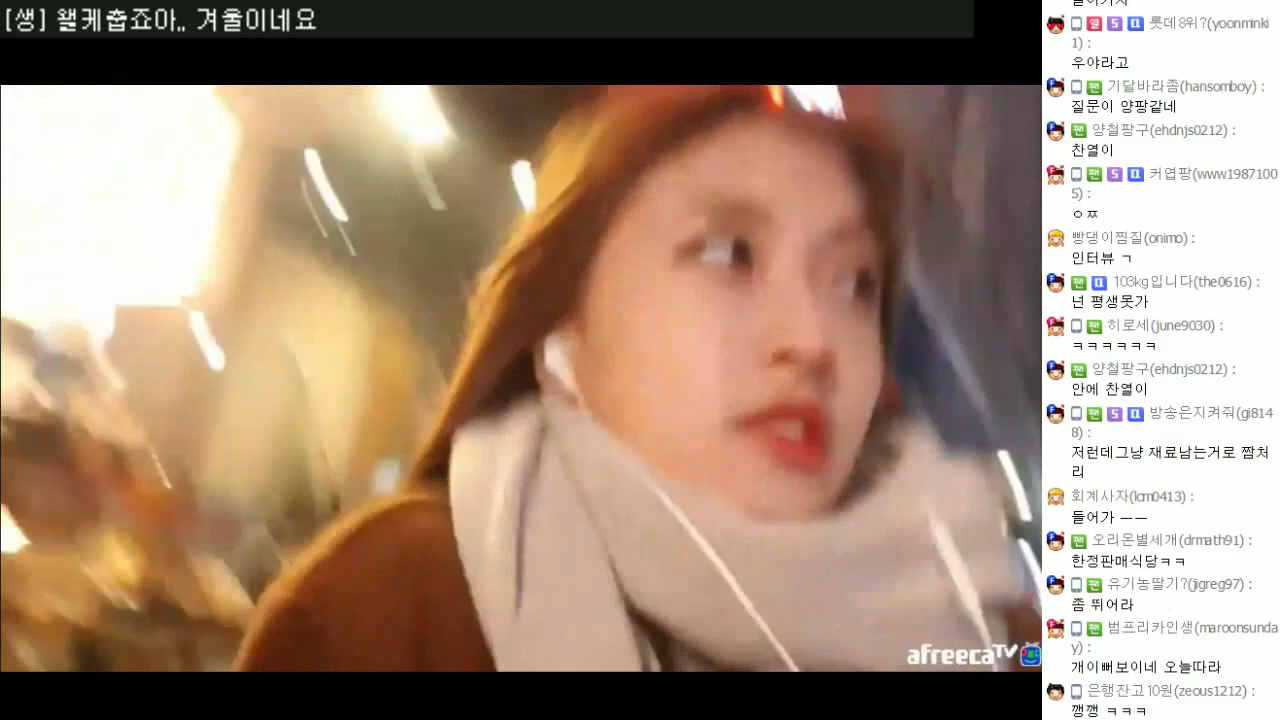 [생] 왤케춥죠아.. 겨울이네요
afreecaTV
롯데8위?(yoonminki
1) :
우야라고
기달바라좀(hansomboy) :
질문이 양팡같네
양철팡구(ehdnjs0212) :
찬열이
커엽팡(www1987100
5) :
ㅇㅉ
빵댕이찜질(onimo) :
인터뷰 ㄱ
103kg입니다(the0616) :
넌 평생못가
히로세(june9030) :
ㅋㅋㅋㅋㅋㅋ
양철팡구(ehdnjs0212) :
안에 찬열이
방송은지켜줘(gi814
8) :
저런데그냥 재료남는거로 짬처
리
회계사자(lcm0413) :
들어가 ㅡㅡ
오리온별세개(drmath91) :
한정판매식당ㅋㅋ
유기농딸기?(jigreg97) :
좀 뛰어라
범프리카인생(maroonsunda
y) :
개이뻐보이네 오늘따라
은행잔고10원(zeous1212) :
깽깽 ㅋㅋㅋ